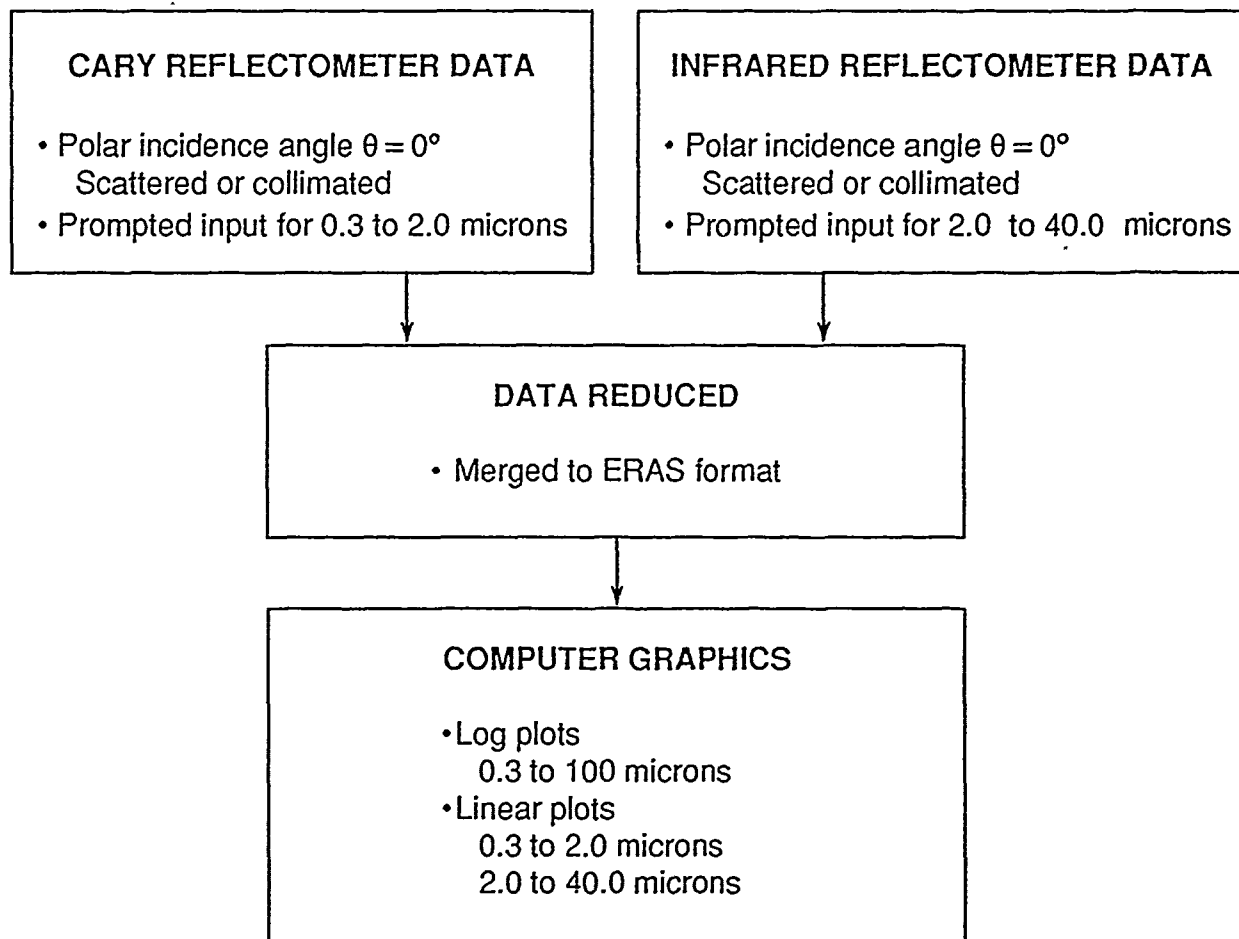 CARY REFLECTOMETER DATA
• Polar incidence angle θ = 0°
Scattered or collimated
• Prompted input for 0.3 to 2.0 microns
INFRARED REFLECTOMETER DATA
• Polar incidence angle θ = 0°
Scattered or collimated
• Prompted input for 2.0 to 40.0 microns
DATA REDUCED
• Merged to ERAS format
COMPUTER GRAPHICS
• Log plots
0.3 to 100 microns
• Linear plots
0.3 to 2.0 microns
2.0 to 40.0 microns